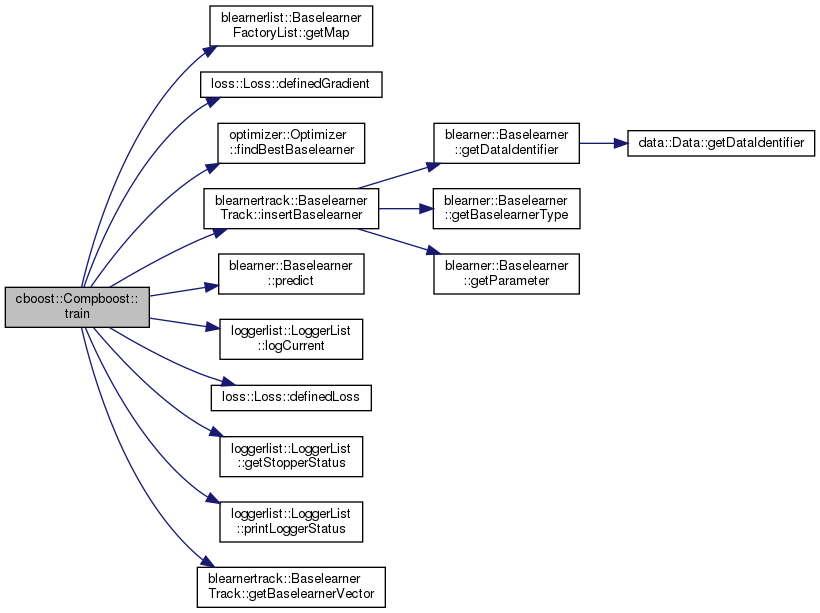 blearnerlist::Baselearner
FactoryList::getMap
loss::Loss::definedGradient
optimizer::Optimizer
::findBestBaselearner
blearner::Baselearner
::getDataIdentifier
data::Data::getDataIdentifier
blearnertrack::Baselearner
Track::insertBaselearner
blearner::Baselearner
::getBaselearnerType
blearner::Baselearner
::predict
blearner::Baselearner
::getParameter
cboost::Compboost::
train
loggerlist::LoggerList
::logCurrent
loss::Loss::definedLoss
loggerlist::LoggerList
::getStopperStatus
loggerlist::LoggerList
::printLoggerStatus
blearnertrack::Baselearner
Track::getBaselearnerVector